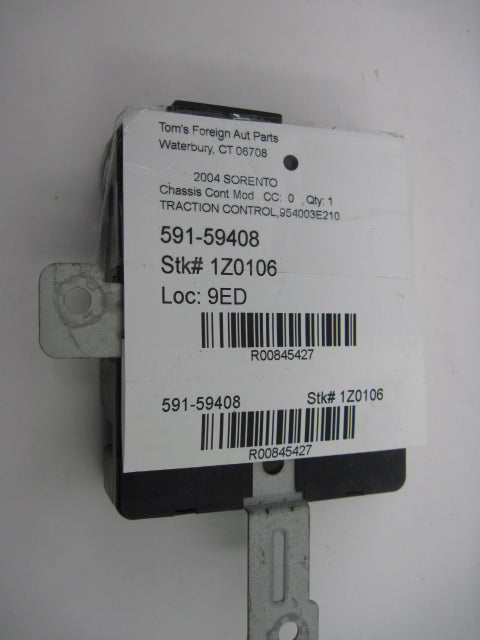 Tom's Foreign Aut Parts
Waterbury, CT 06708
2004 SORENTO
Chassis Cont Mod CC: 0 Qty: 1
TRACTION CONTROL,954003E210
591-59408
Stk# 1Z0106
Loc: 9ED
R00845427
591-59408 Stk# 1Z0106
R00845427